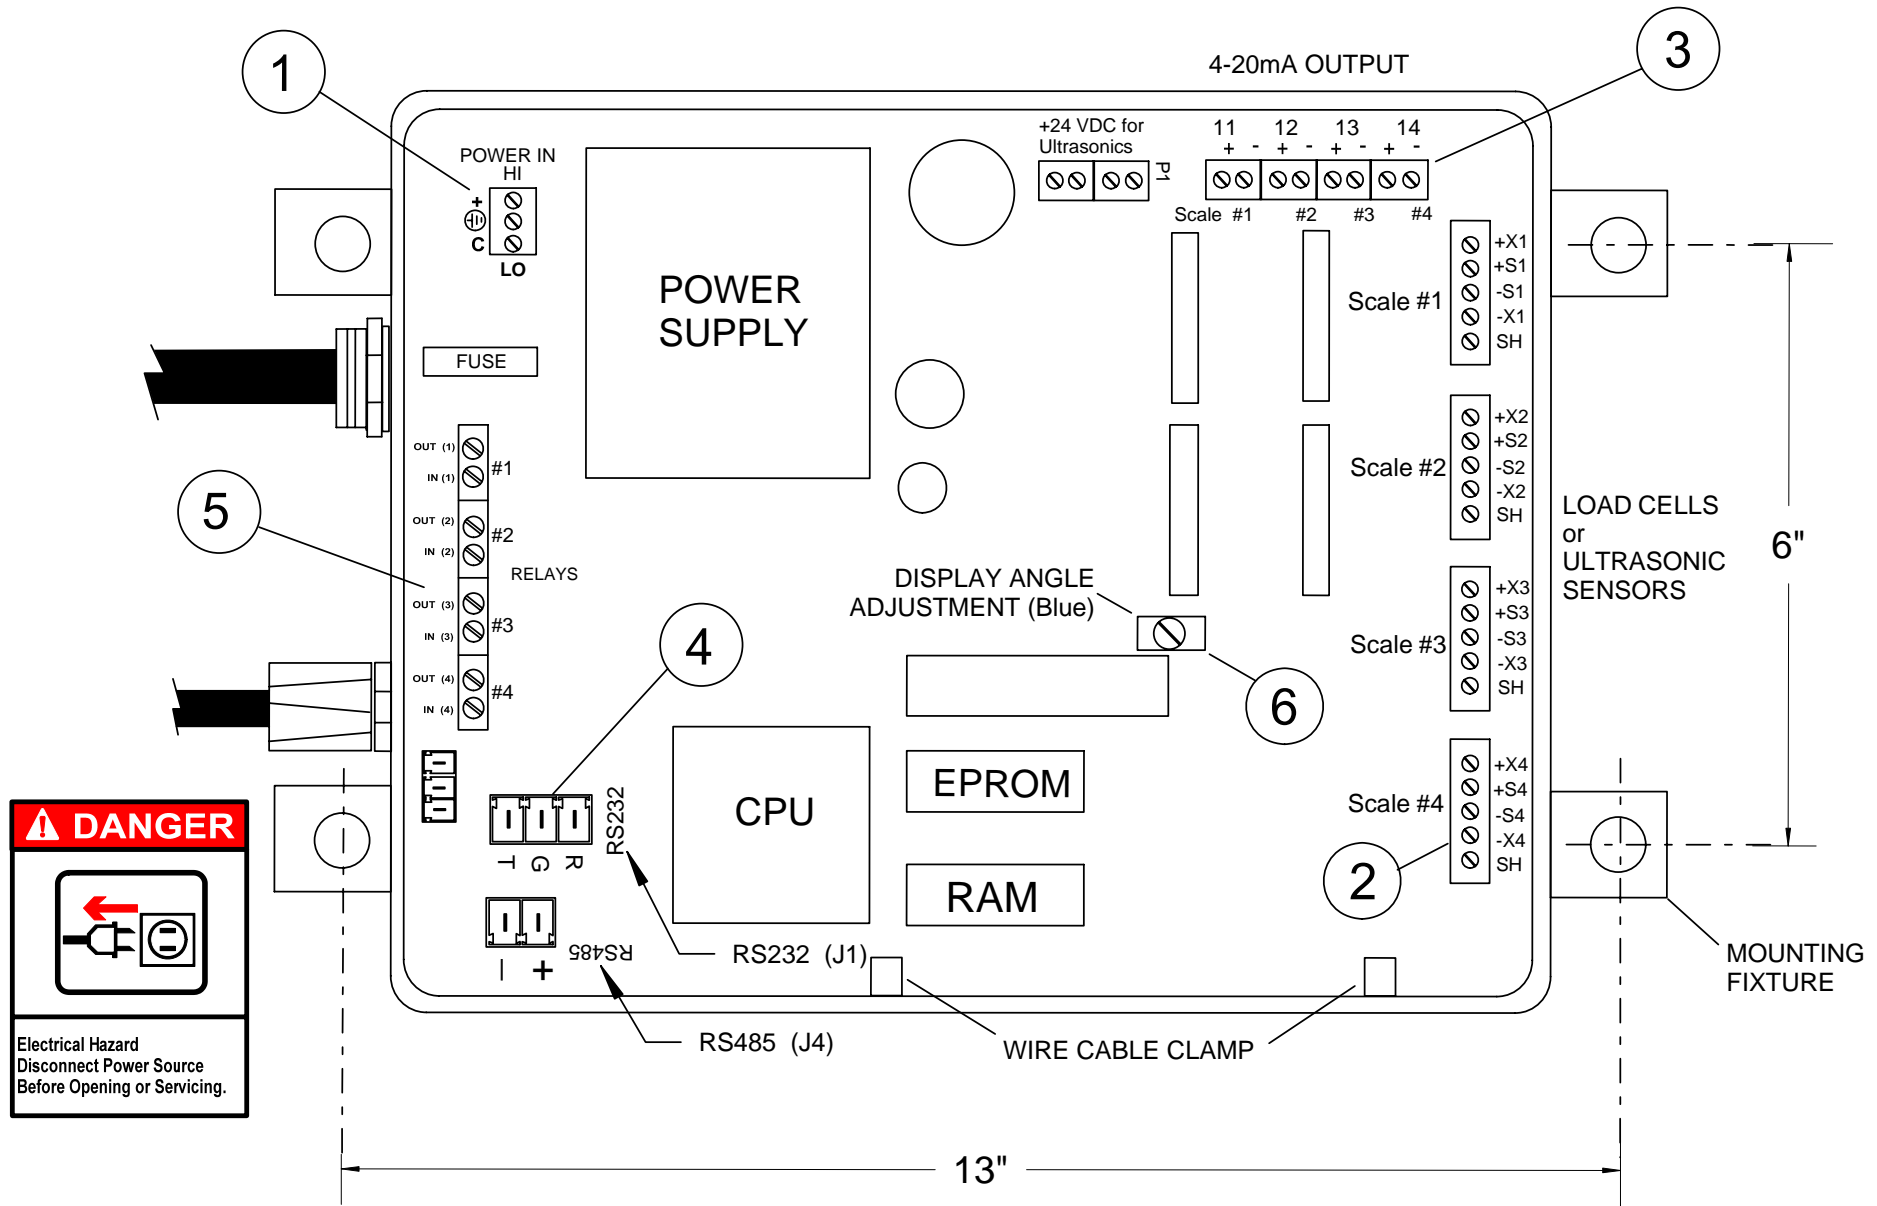 1
4-20mA OUTPUT
3
POWER IN
HI
+
C
LO
POWER
SUPPLY
+24 VDC for
Ultrasonics
P1
11 12 13 14
+ - + - + - + -
Scale #1 #2 #3 #4
FUSE
Scale #1
+X1
+S1
-S1
-X1
SH
Scale #2
+X2
+S2
-S2
-X2
SH
Scale #3
+X3
+S3
-S3
-X3
SH
Scale #4
+X4
+S4
-S4
-X4
SH
2
LOAD CELLS
or
ULTRASONIC
SENSORS
6"
5
OUT (1)
IN (1)
#1
OUT (2)
IN (2)
#2
RELAYS
OUT (3)
IN (3)
#3
OUT (4)
IN (4)
#4
4
DISPLAY ANGLE
ADJUSTMENT (Blue)
6
CPU
EPROM
RAM
T G R
RS232
RS232 (J1)
– +
RS485
RS485 (J4)
WIRE CABLE CLAMP
MOUNTING
FIXTURE
13"
DANGER
Electrical Hazard
Disconnect Power Source
Before Opening or Servicing.